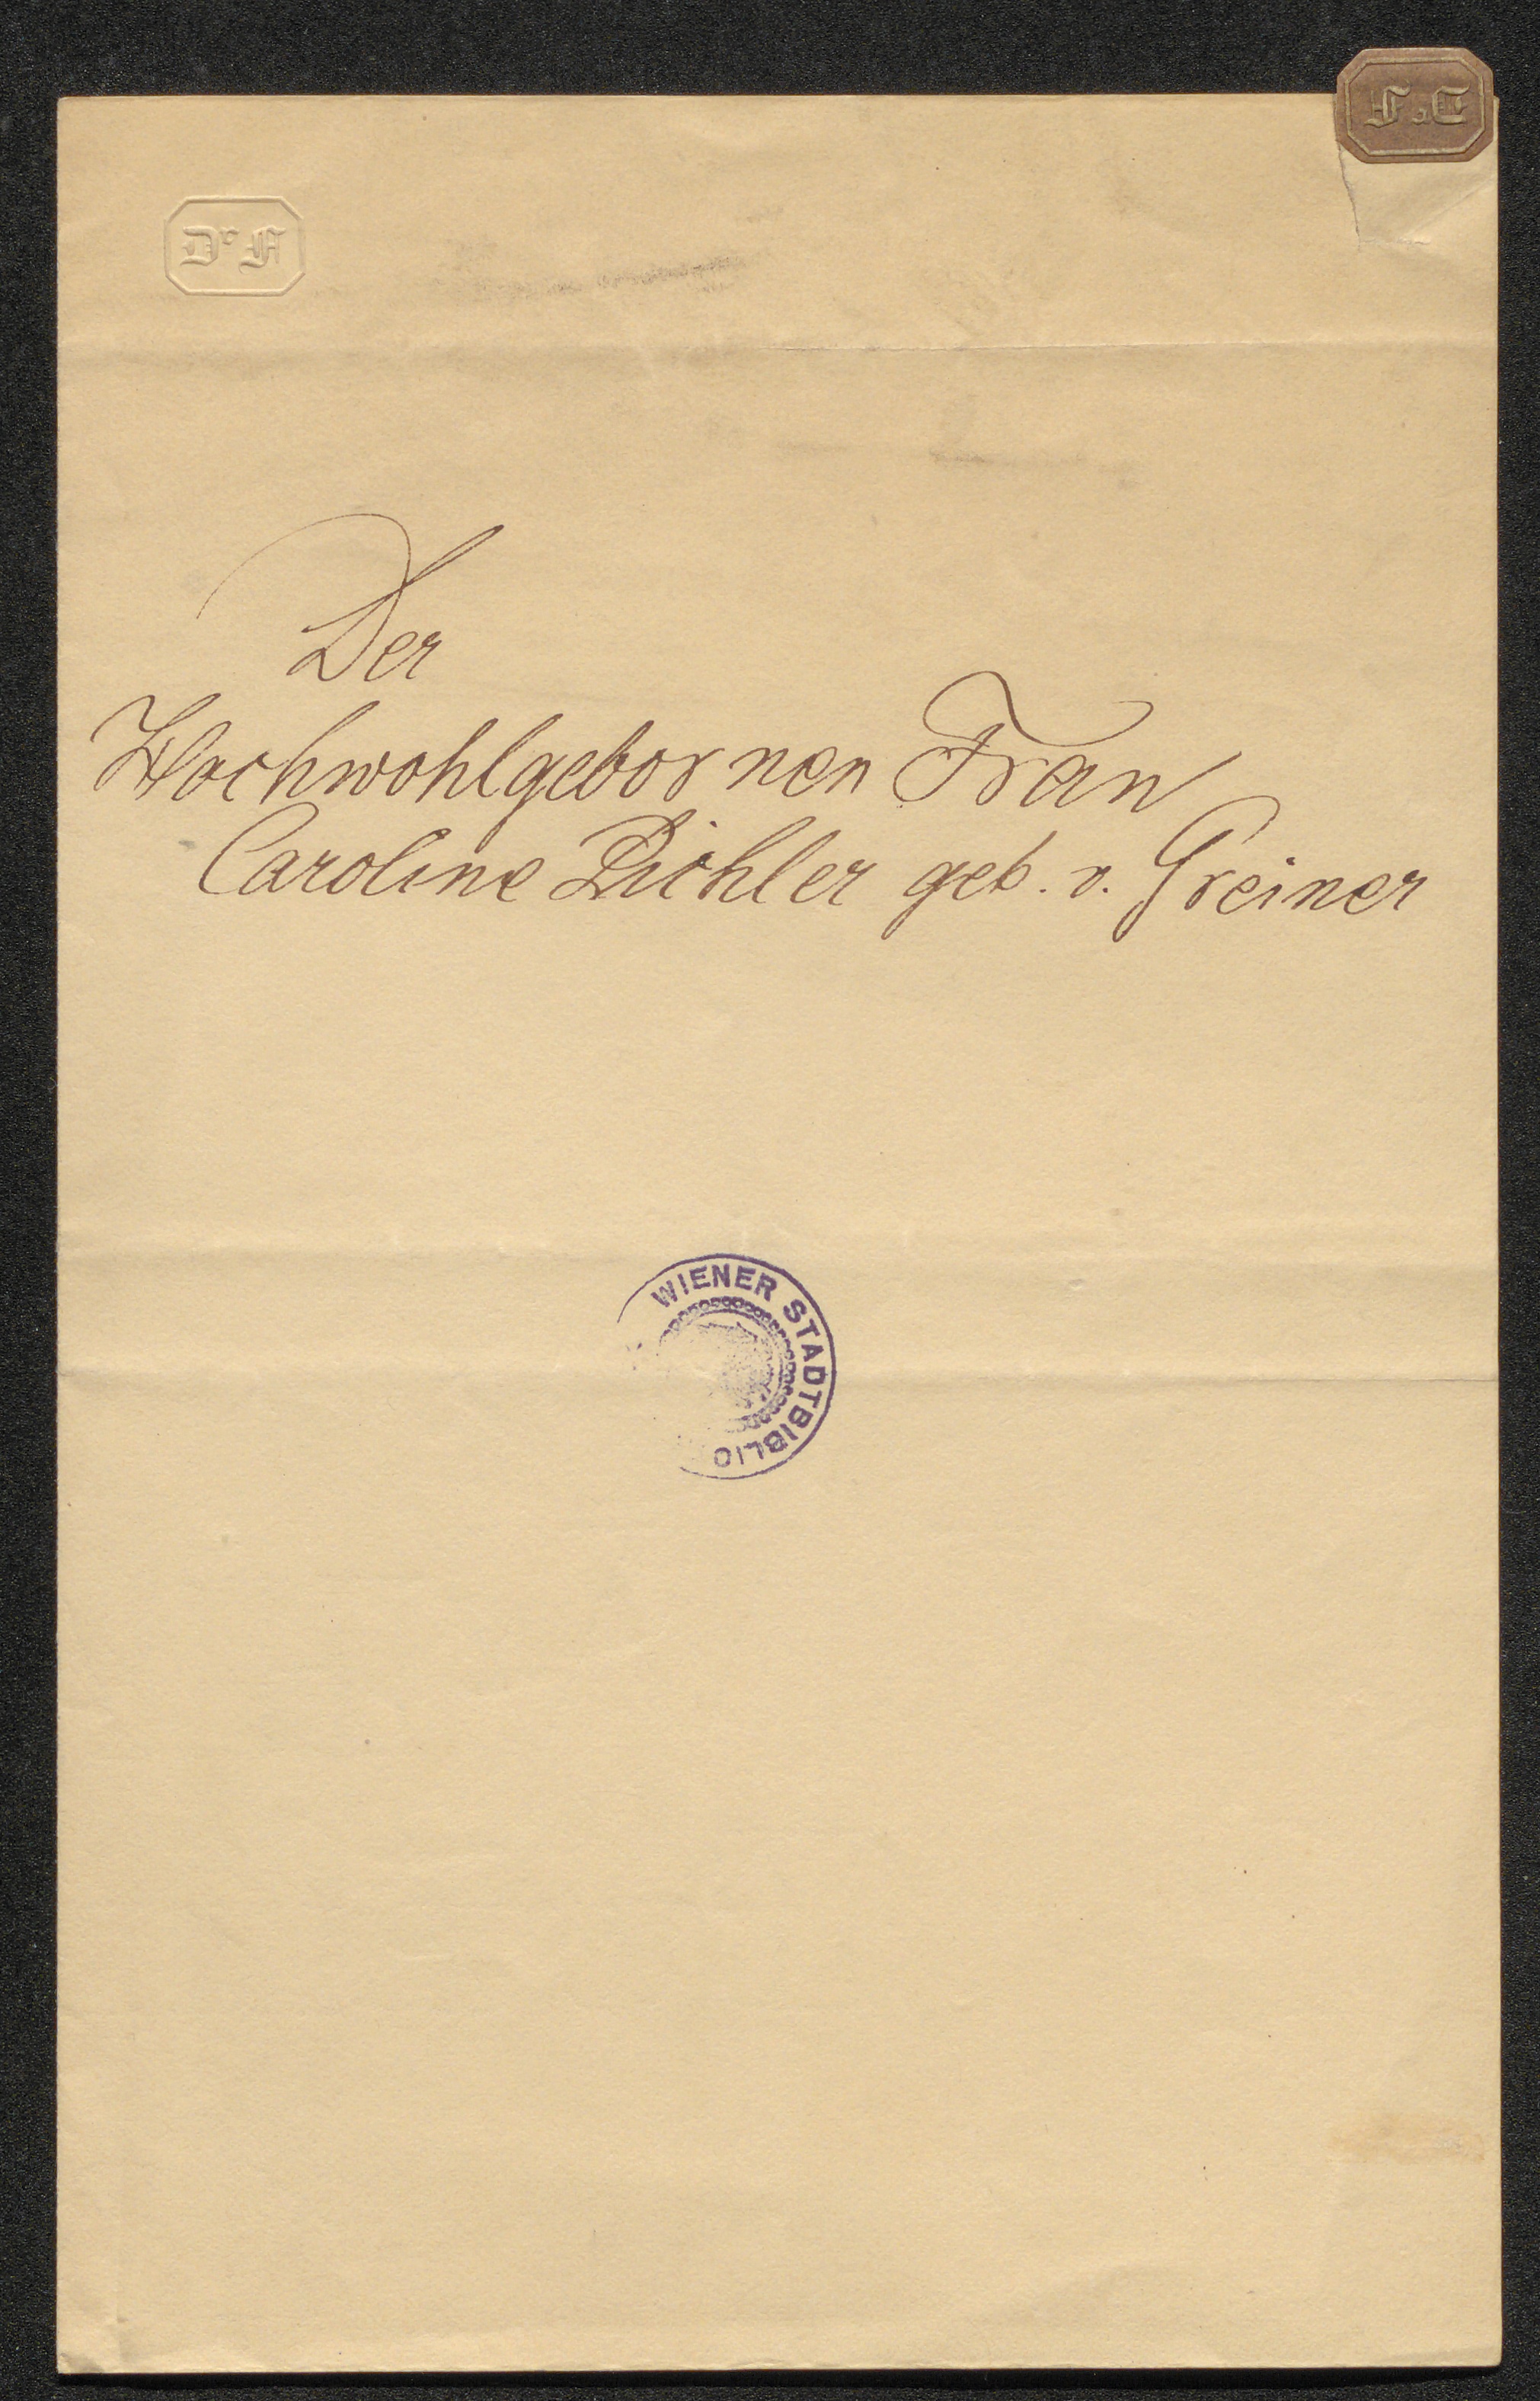 Der
Hochwohlgebornen Frau
Caroline Pichler geb. v. Greiner
WIENER STADTBIBLIO